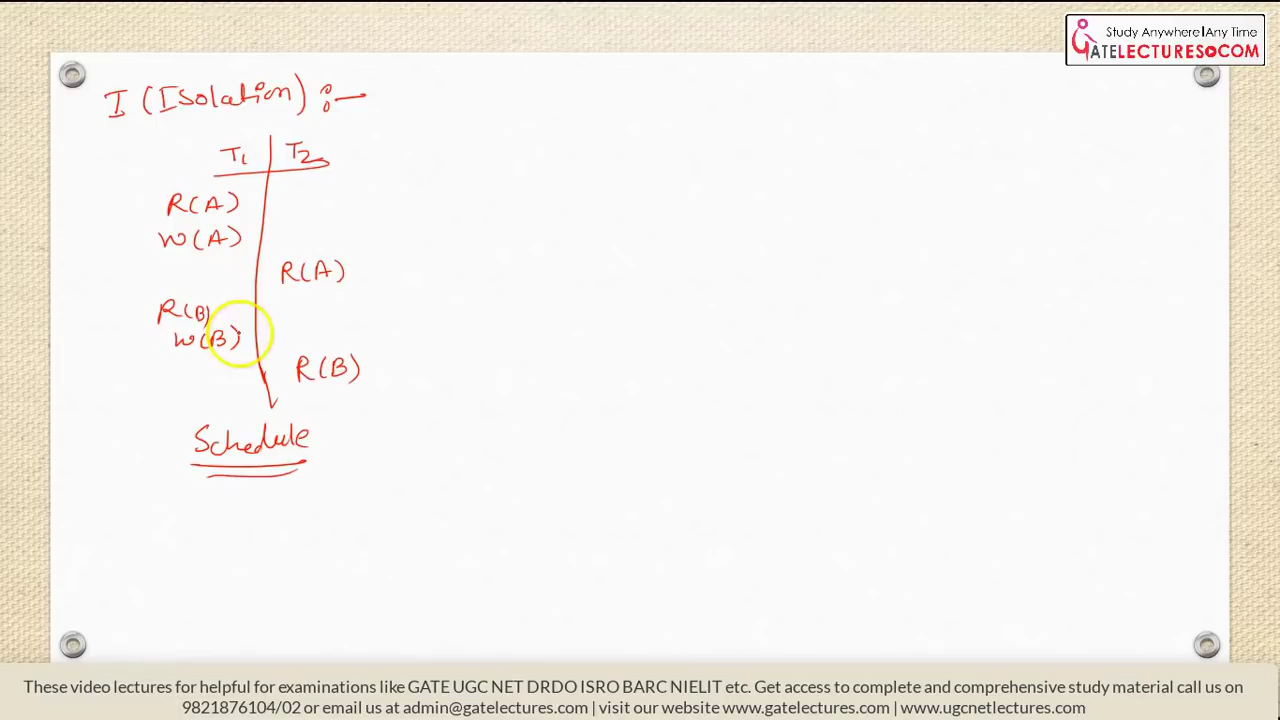 Study Anywhere|Any Time
GATELECTURES.COM
I (Isolation) :-
T1 T2
R(A)
W(A)
R(A)
R(B)
W(B)
R(B)
Schedule
These video lectures for helpful for examinations like GATE UGC NET DRDO ISRO BARC NIELIT etc. Get access to complete and comprehensive study material call us on
9821876104/02 or email us at admin@gatelectures.com | visit our website www.gatelectures.com | www.ugcnetlectures.com